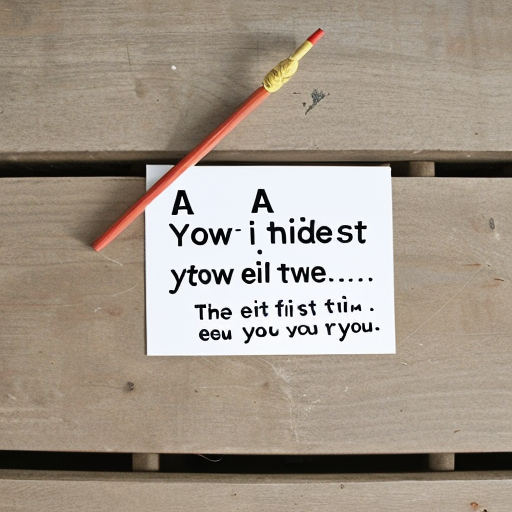 A A
Yow-i hidest
ytow eil twe.....
The eit fiist tiim.
eeu you you ryou.